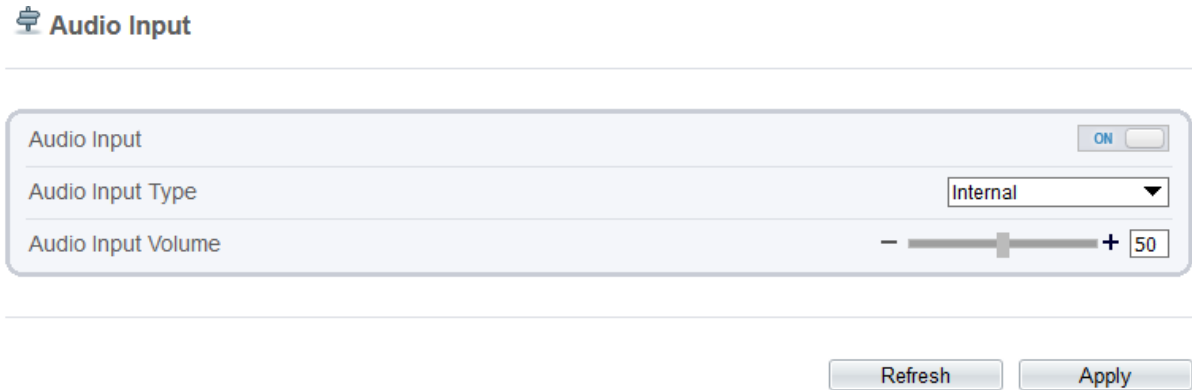 Audio Input
Audio Input ON
Audio Input Type Internal
Audio Input Volume − + 50
Refresh Apply